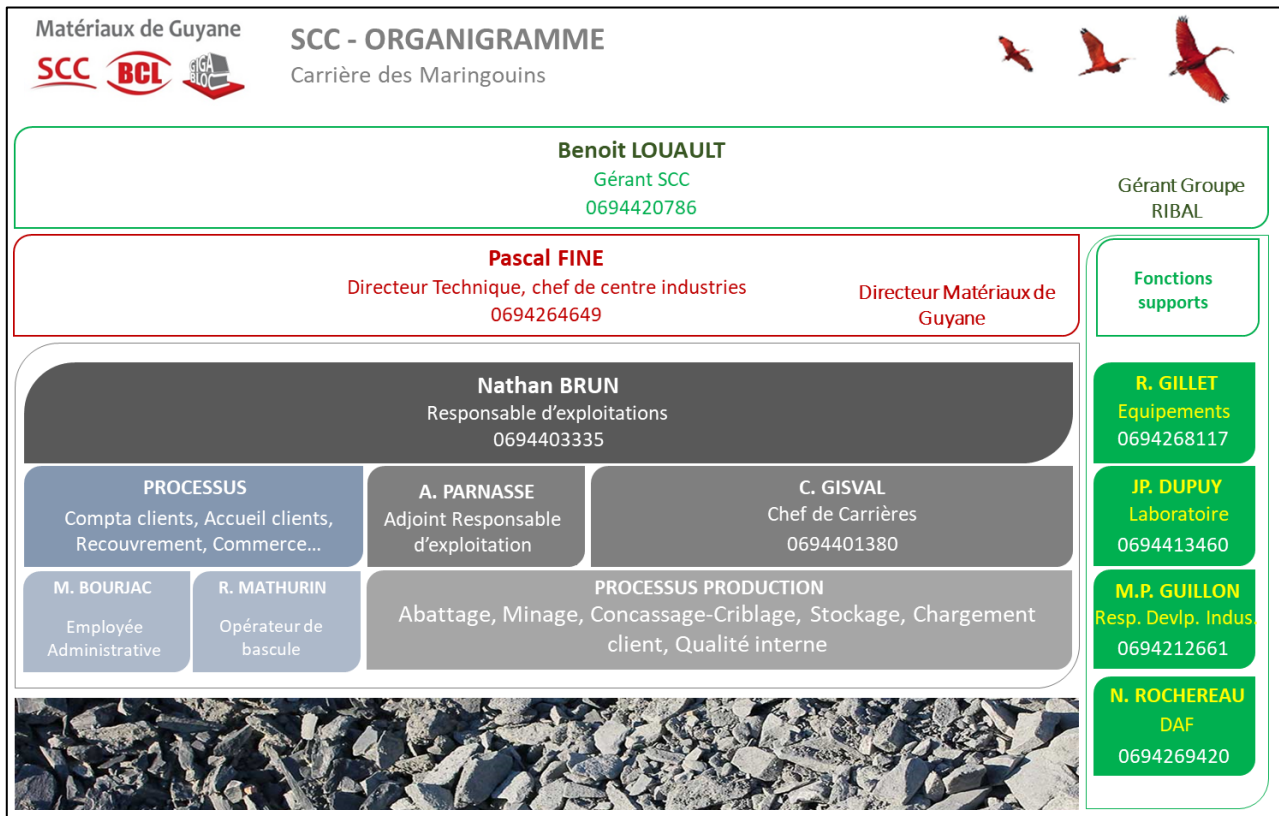 Matériaux de Guyane
SCC BCL GIGA BLOC
SCC - ORGANIGRAMME
Carrière des Maringouins
Benoit LOUAULT
Gérant SCC
0694420786
Gérant Groupe
RIBAL
Pascal FINE
Directeur Technique, chef de centre industries
0694264649
Directeur Matériaux de
Guyane
Fonctions
supports
Nathan BRUN
Responsable d’exploitations
0694403335
R. GILLET
Equipements
0694268117
PROCESSUS
Compta clients, Accueil clients,
Recouvrement, Commerce…
A. PARNASSE
Adjoint Responsable
d’exploitation
C. GISVAL
Chef de Carrières
0694401380
JP. DUPUY
Laboratoire
0694413460
M. BOURJAC
Employée
Administrative
R. MATHURIN
Opérateur de
bascule
PROCESSUS PRODUCTION
Abattage, Minage, Concassage-Criblage, Stockage, Chargement
client, Qualité interne
M.P. GUILLON
Resp. Devlp. Indus.
0694212661
N. ROCHEREAU
DAF
0694269420